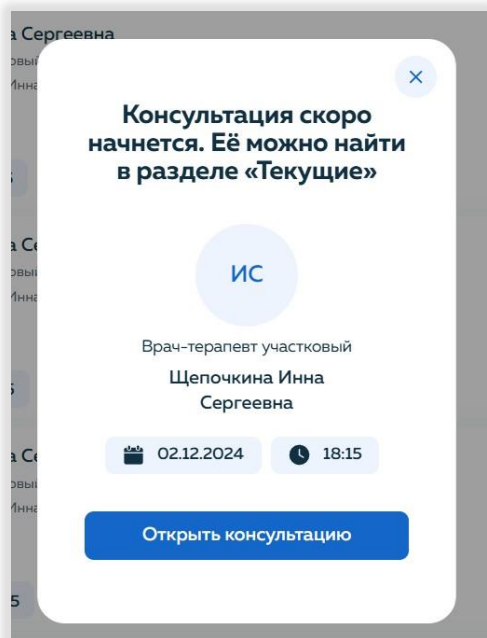 а Сергеевна
Консультация скоро
начнется. Её можно найти
в разделе «Текущие»
ИС
Врач-терапевт участковый
Щепочкина Инна
Сергеевна
02.12.2024
18:15
Открыть консультацию